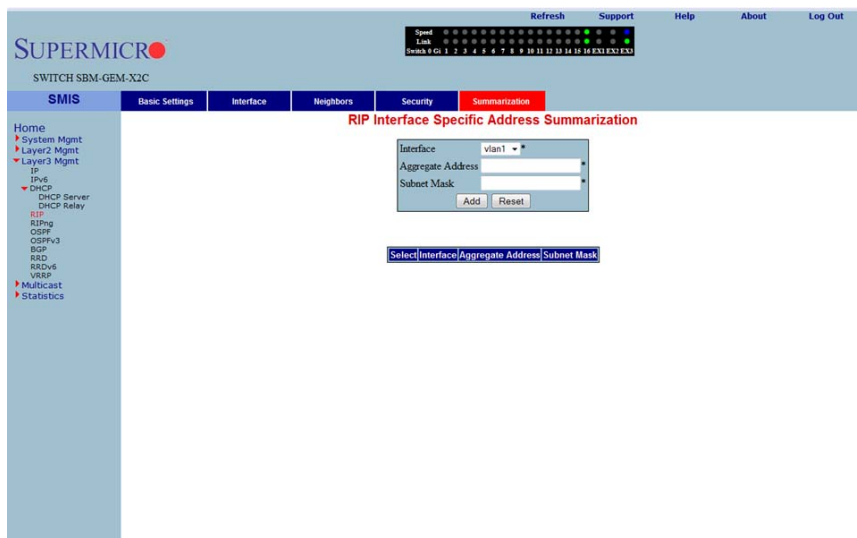 Refresh Support Help About Log Out
SUPERMICRO
Speed
Link
Switch 0 Gi 1 2 3 4 5 6 7 8 9 10 11 12 13 14 15 16 EX1 EX2 EX3
SWITCH SBM-GEM-X2C
SMIS
Basic Settings Interface Neighbors Security Summarization
Home
System Mgmt
Layer2 Mgmt
Layer3 Mgmt
IP
IPv6
DHCP
DHCP Server
DHCP Relay
RIP
RIPng
OSPF
OSPFv3
BGP
RRD
RRDv6
VRRP
Multicast
Statistics
RIP Interface Specific Address Summarization
Interface vlan1 *
Aggregate Address *
Subnet Mask *
Add Reset
Select Interface Aggregate Address Subnet Mask